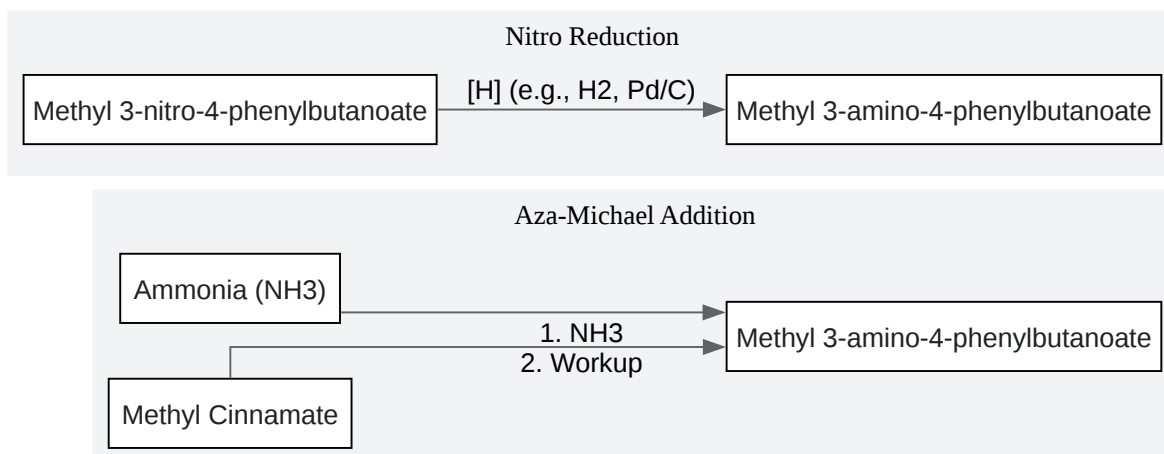 Nitro Reduction
Methyl 3-nitro-4-phenylbutanoate
[H] (e.g., H2, Pd/C)
Methyl 3-amino-4-phenylbutanoate
Aza-Michael Addition
Ammonia (NH3)
1. NH3
2. Workup
Methyl 3-amino-4-phenylbutanoate
Methyl Cinnamate